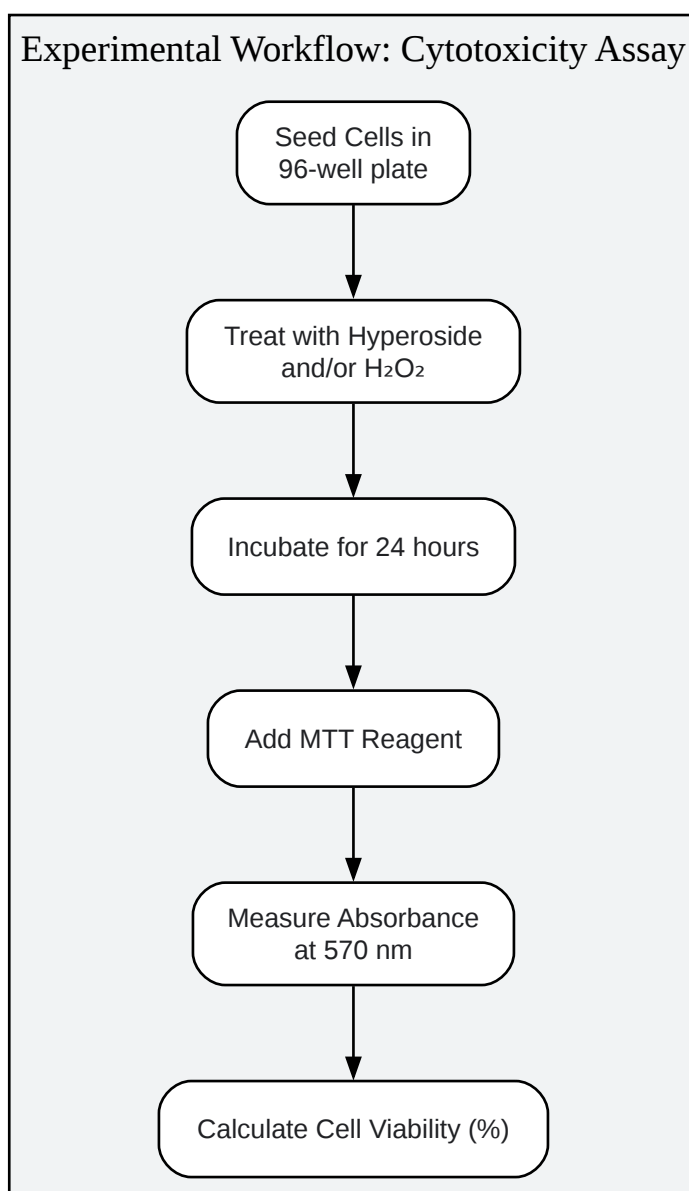 Experimental Workflow: Cytotoxicity Assay
Seed Cells in
96-well plate
Treat with Hyperoside
and/or H₂O₂
Incubate for 24 hours
Add MTT Reagent
Measure Absorbance
at 570 nm
Calculate Cell Viability (%)